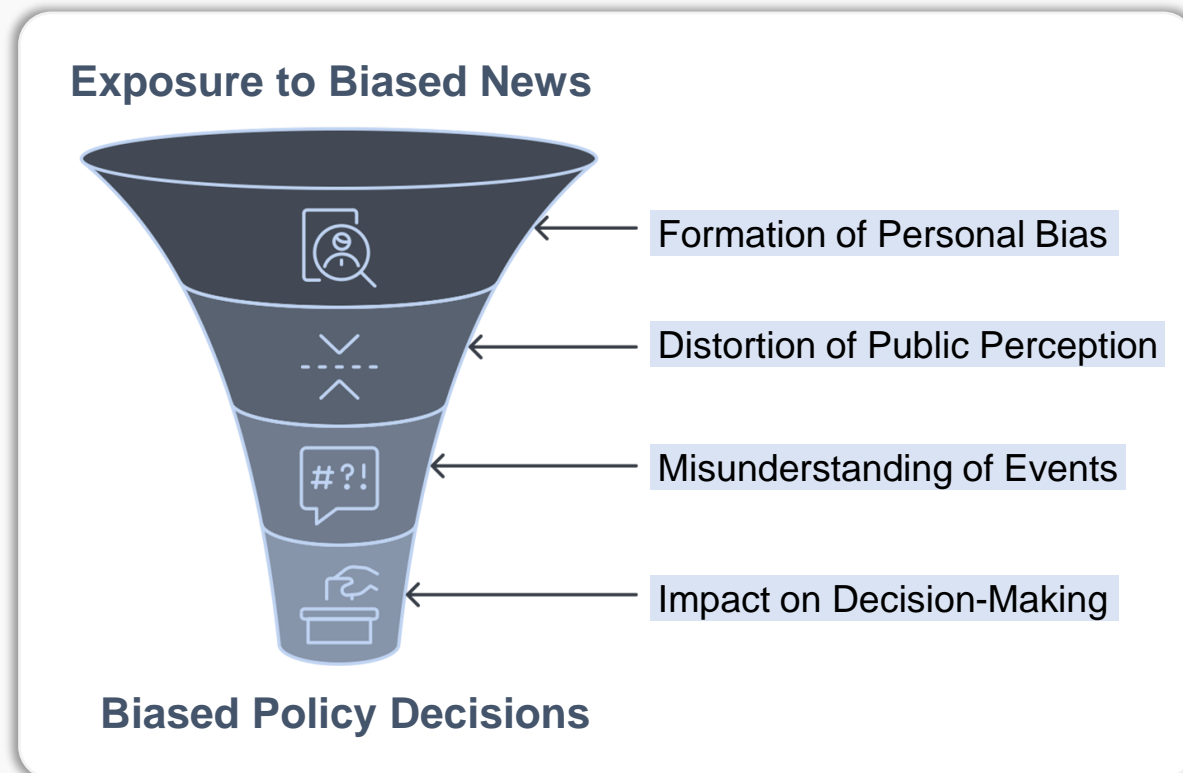 Exposure to Biased News
Formation of Personal Bias
Distortion of Public Perception
#?!
Misunderstanding of Events
Impact on Decision-Making
Biased Policy Decisions